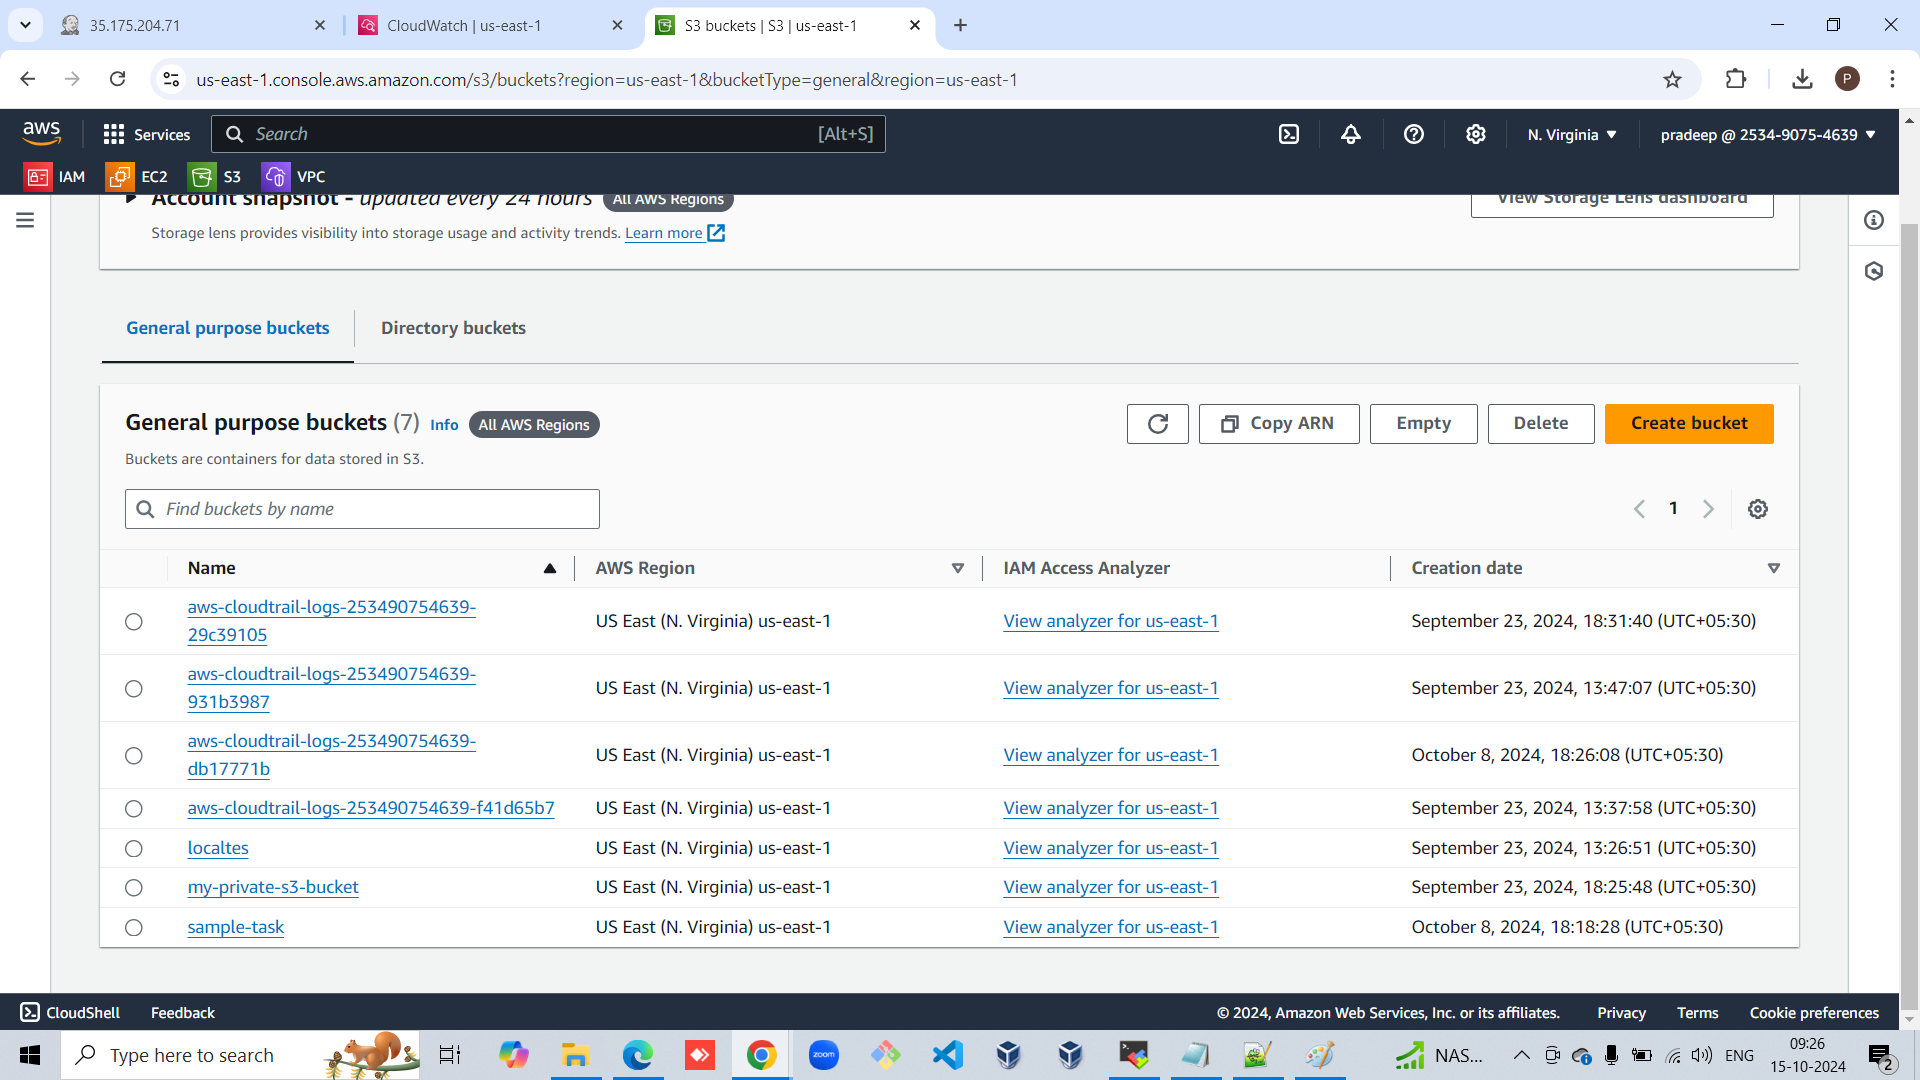 35.175.204.71
CloudWatch | us-east-1
S3 buckets | S3 | us-east-1
us-east-1.console.aws.amazon.com/s3/buckets?region=us-east-1&bucketType=general&region=us-east-1
P
aws
Services
Search
[Alt+S]
N. Virginia
pradeep @ 2534-9075-4639
IAM
EC2
S3
VPC
Account snapshot - updated every 24 hours
All AWS Regions
View Storage Lens dashboard
Storage lens provides visibility into storage usage and activity trends. Learn more
General purpose buckets
Directory buckets
General purpose buckets (7) Info All AWS Regions
Copy ARN
Empty
Delete
Create bucket
Buckets are containers for data stored in S3.
Find buckets by name
1
Name AWS Region IAM Access Analyzer Creation date
aws-cloudtrail-logs-253490754639-
29c39105
US East (N. Virginia) us-east-1 View analyzer for us-east-1 September 23, 2024, 18:31:40 (UTC+05:30)
aws-cloudtrail-logs-253490754639-
931b3987
US East (N. Virginia) us-east-1 View analyzer for us-east-1 September 23, 2024, 13:47:07 (UTC+05:30)
aws-cloudtrail-logs-253490754639-
db17771b
US East (N. Virginia) us-east-1 View analyzer for us-east-1 October 8, 2024, 18:26:08 (UTC+05:30)
aws-cloudtrail-logs-253490754639-f41d65b7 US East (N. Virginia) us-east-1 View analyzer for us-east-1 September 23, 2024, 13:37:58 (UTC+05:30)
localtes US East (N. Virginia) us-east-1 View analyzer for us-east-1 September 23, 2024, 13:26:51 (UTC+05:30)
my-private-s3-bucket US East (N. Virginia) us-east-1 View analyzer for us-east-1 September 23, 2024, 18:25:48 (UTC+05:30)
sample-task US East (N. Virginia) us-east-1 View analyzer for us-east-1 October 8, 2024, 18:18:28 (UTC+05:30)
CloudShell
Feedback
© 2024, Amazon Web Services, Inc. or its affiliates.
Privacy
Terms
Cookie preferences
Type here to search
zoom
NAS...
ENG
09:26
15-10-2024
2